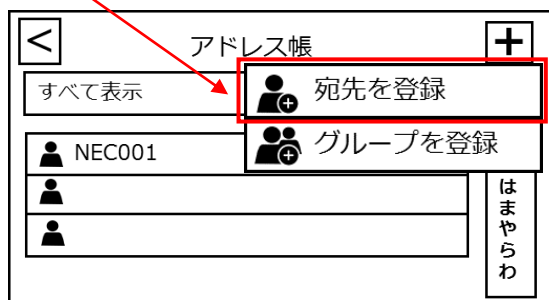 <
アドレス帳
+
すべて表示
宛先を登録
グループを登録
NEC001
は
ま
や
ら
わ